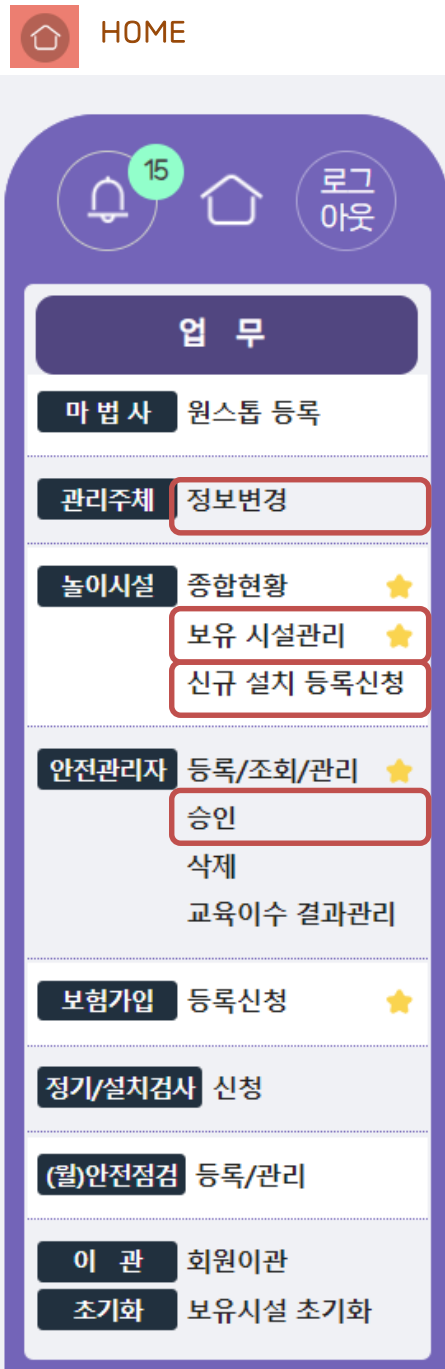 HOME
15
로그
아웃
업 무
마 법 사 원스톱 등록
관리주체 정보변경
놀이시설 종합현황
보유 시설관리
신규 설치 등록신청
안전관리자 등록/조회/관리
승인
삭제
교육이수 결과관리
보험가입 등록신청
정기/설치검사 신청
(월)안전점검 등록/관리
이 관 회원이관
초기화 보유시설 초기화